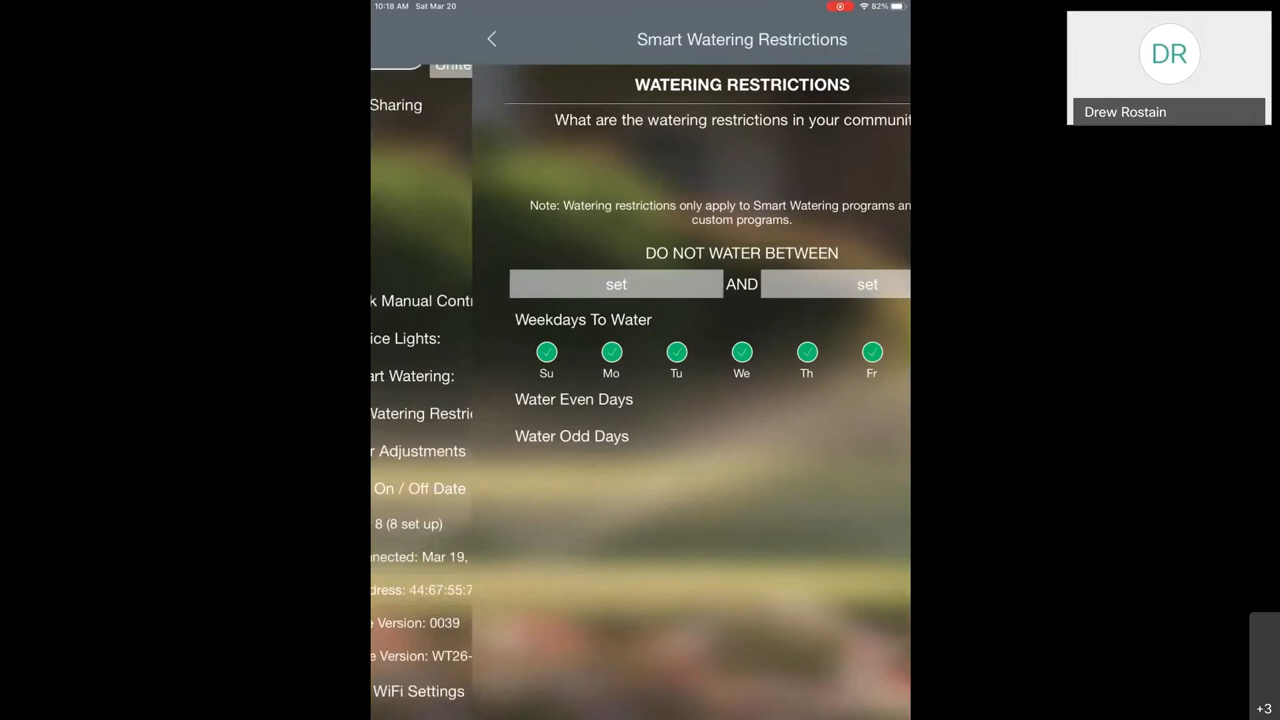 10:18 AM Sat Mar 20
82%
Smart Watering Restrictions
Sharing
WATERING RESTRICTIONS
What are the watering restrictions in your communit
Note: Watering restrictions only apply to Smart Watering programs an
custom programs.
DO NOT WATER BETWEEN
set AND set
Weekdays To Water
Su Mo Tu We Th Fr
Water Even Days
Water Odd Days
k Manual Contr
ice Lights:
art Watering:
Watering Restric
r Adjustments
On / Off Date
8 (8 set up)
nnected: Mar 19,
dress: 44:67:55:7
e Version: 0039
e Version: WT26-
WiFi Settings
DR
Drew Rostain
+3